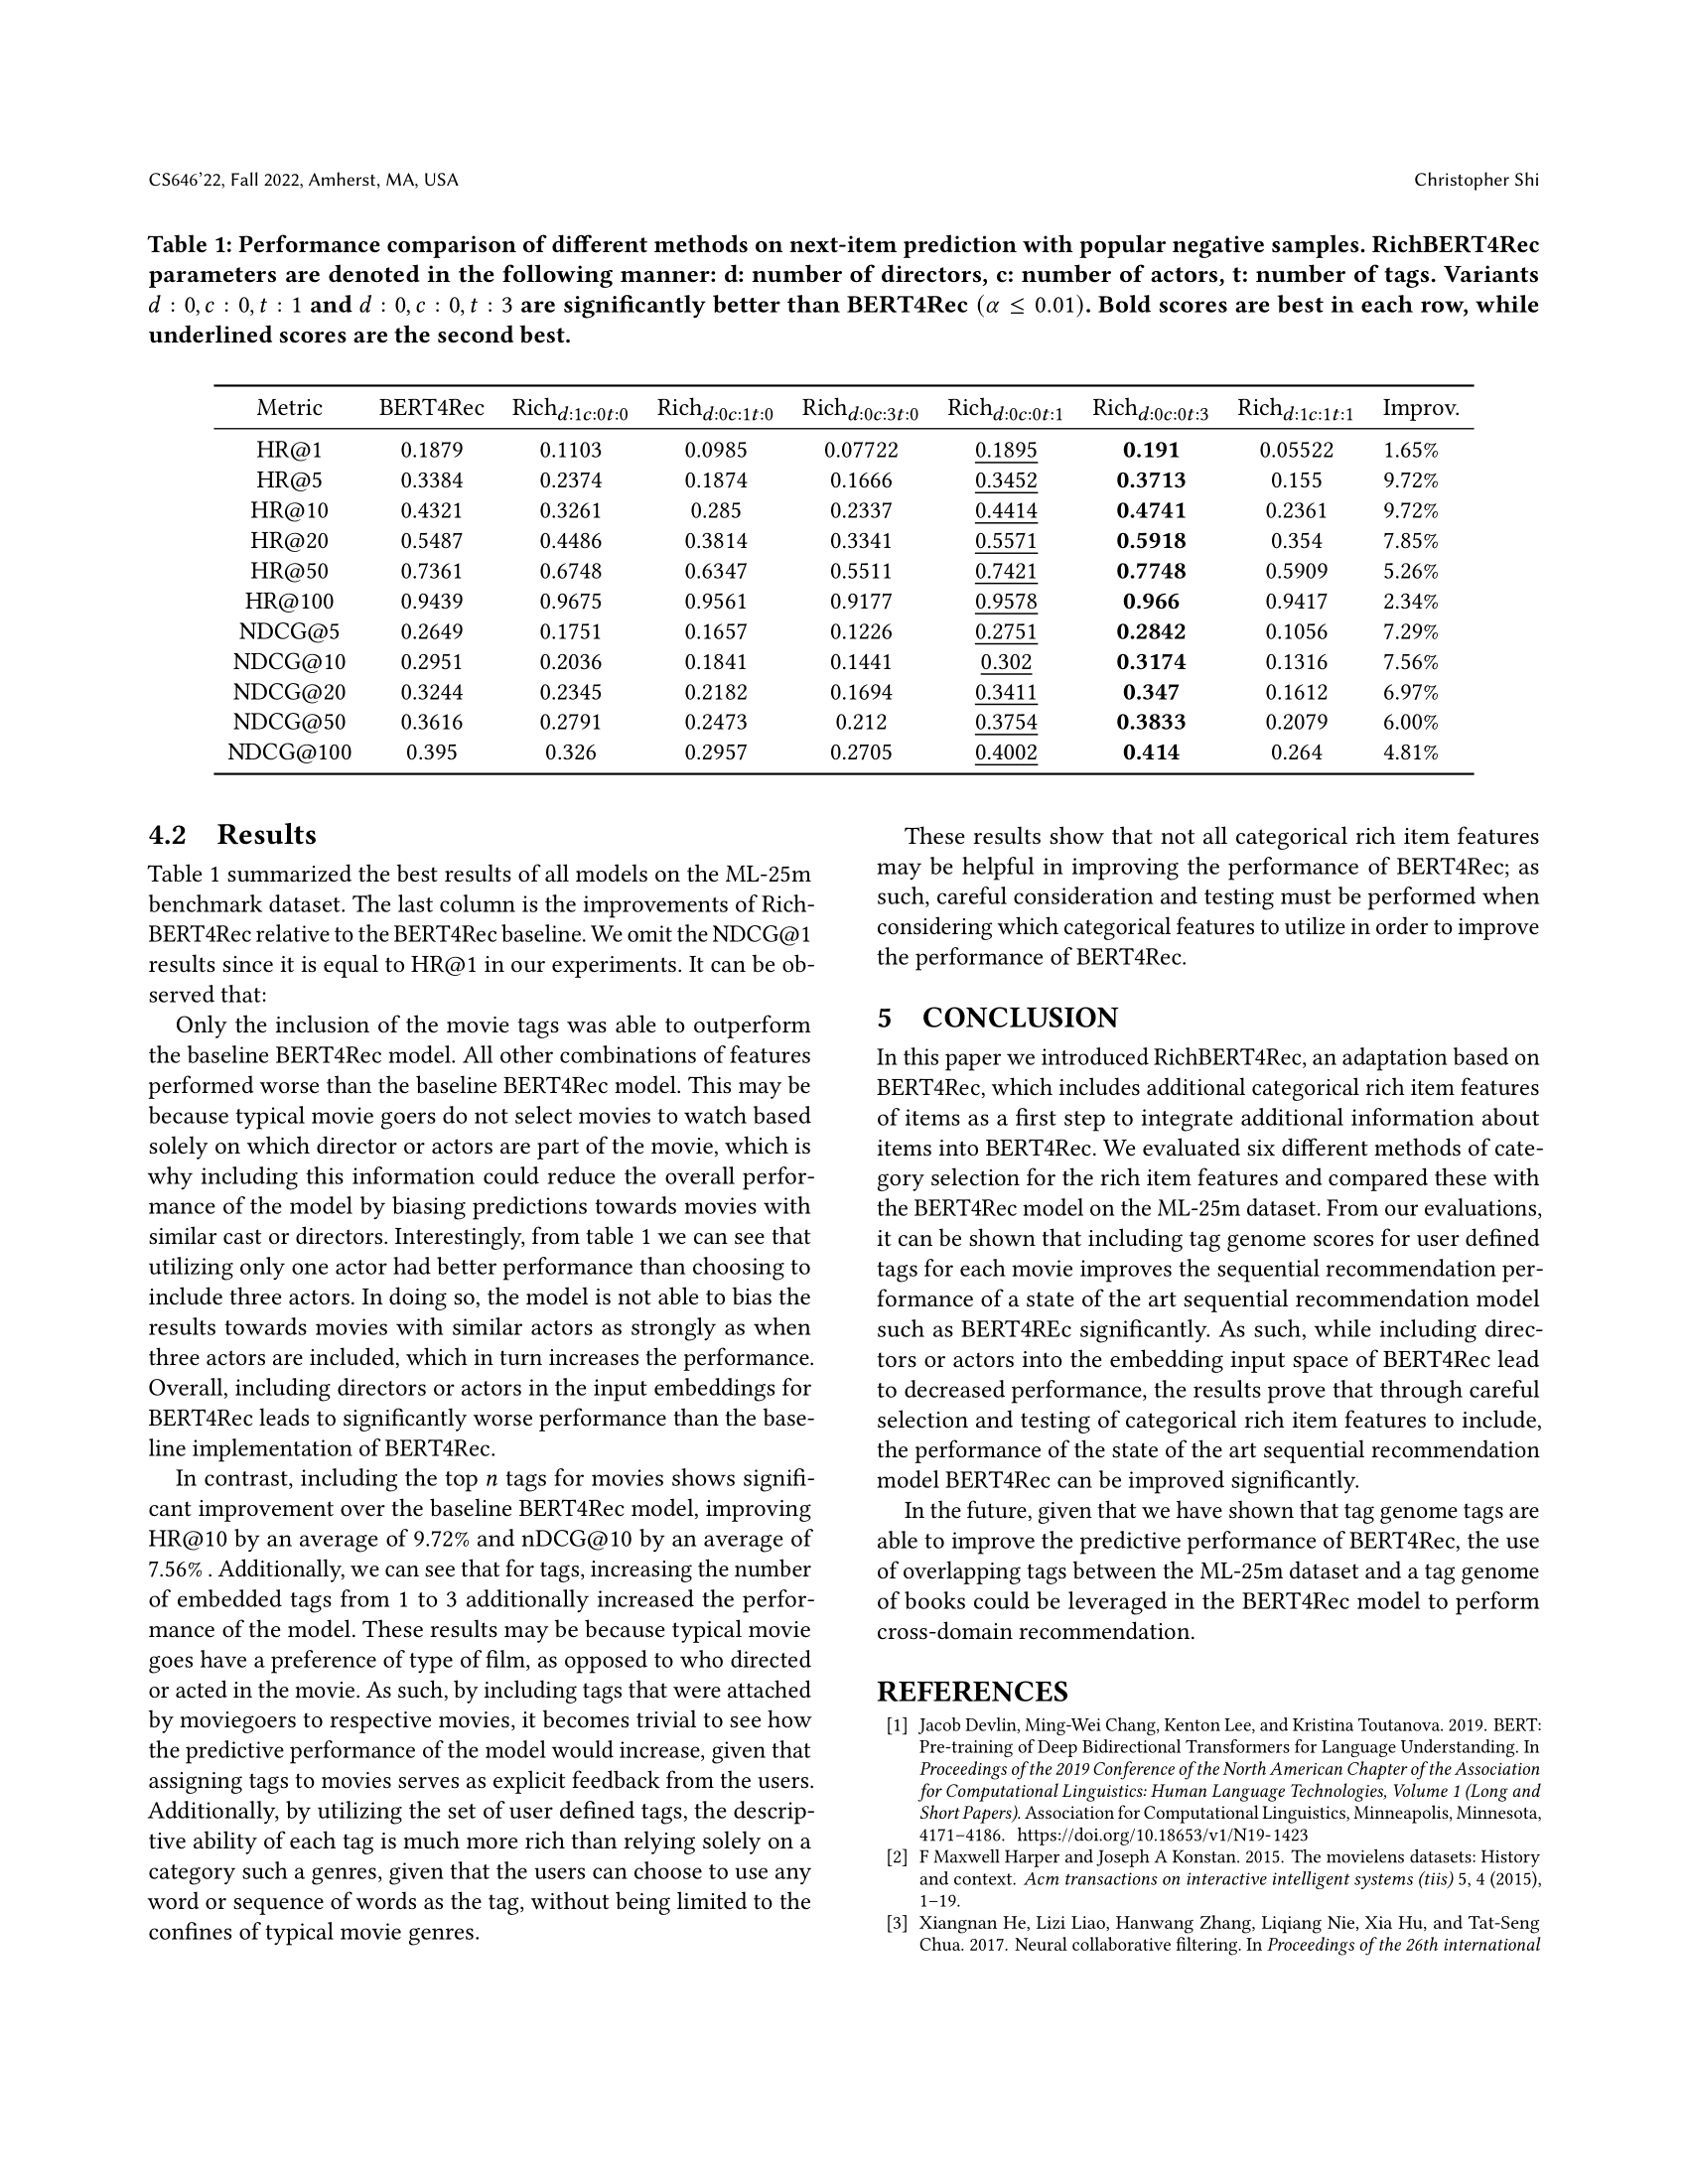 CS646’22, Fall 2022, Amherst, MA, USA
Christopher Shi
Table 1: Performance comparison of different methods on next-item prediction with popular negative samples. RichBERT4Rec
parameters are denoted in the following manner: d: number of directors, c: number of actors, t: number of tags. Variants
d : 0, c : 0, t : 1 and d : 0, c : 0, t : 3 are significantly better than BERT4Rec (α ≤ 0.01). Bold scores are best in each row, while
underlined scores are the second best.
Metric BERT4Rec Rich_{d:1c:0t:0} Rich_{d:0c:1t:0} Rich_{d:0c:3t:0} Rich_{d:0c:0t:1} Rich_{d:0c:0t:3} Rich_{d:1c:1t:1} Improv.
HR@1 0.1879 0.1103 0.0985 0.07722 0.1895 0.191 0.05522 1.65%
HR@5 0.3384 0.2374 0.1874 0.1666 0.3452 0.3713 0.155 9.72%
HR@10 0.4321 0.3261 0.285 0.2337 0.4414 0.4741 0.2361 9.72%
HR@20 0.5487 0.4486 0.3814 0.3341 0.5571 0.5918 0.354 7.85%
HR@50 0.7361 0.6748 0.6347 0.5511 0.7421 0.7748 0.5909 5.26%
HR@100 0.9439 0.9675 0.9561 0.9177 0.9578 0.966 0.9417 2.34%
NDCG@5 0.2649 0.1751 0.1657 0.1226 0.2751 0.2842 0.1056 7.29%
NDCG@10 0.2951 0.2036 0.1841 0.1441 0.302 0.3174 0.1316 7.56%
NDCG@20 0.3244 0.2345 0.2182 0.1694 0.3411 0.347 0.1612 6.97%
NDCG@50 0.3616 0.2791 0.2473 0.212 0.3754 0.3833 0.2079 6.00%
NDCG@100 0.395 0.326 0.2957 0.2705 0.4002 0.414 0.264 4.81%
4.2 Results
Table 1 summarized the best results of all models on the ML-25m
benchmark dataset. The last column is the improvements of Rich-
BERT4Rec relative to the BERT4Rec baseline. We omit the NDCG@1
results since it is equal to HR@1 in our experiments. It can be ob-
served that:
Only the inclusion of the movie tags was able to outperform
the baseline BERT4Rec model. All other combinations of features
performed worse than the baseline BERT4Rec model. This may be
because typical movie goers do not select movies to watch based
solely on which director or actors are part of the movie, which is
why including this information could reduce the overall perfor-
mance of the model by biasing predictions towards movies with
similar cast or directors. Interestingly, from table 1 we can see that
utilizing only one actor had better performance than choosing to
include three actors. In doing so, the model is not able to bias the
results towards movies with similar actors as strongly as when
three actors are included, which in turn increases the performance.
Overall, including directors or actors in the input embeddings for
BERT4Rec leads to significantly worse performance than the base-
line implementation of BERT4Rec.
In contrast, including the top n tags for movies shows signifi-
cant improvement over the baseline BERT4Rec model, improving
HR@10 by an average of 9.72% and nDCG@10 by an average of
7.56% . Additionally, we can see that for tags, increasing the number
of embedded tags from 1 to 3 additionally increased the perfor-
mance of the model. These results may be because typical movie
goes have a preference of type of film, as opposed to who directed
or acted in the movie. As such, by including tags that were attached
by moviegoers to respective movies, it becomes trivial to see how
the predictive performance of the model would increase, given that
assigning tags to movies serves as explicit feedback from the users.
Additionally, by utilizing the set of user defined tags, the descrip-
tive ability of each tag is much more rich than relying solely on a
category such a genres, given that the users can choose to use any
word or sequence of words as the tag, without being limited to the
confines of typical movie genres.
These results show that not all categorical rich item features
may be helpful in improving the performance of BERT4Rec; as
such, careful consideration and testing must be performed when
considering which categorical features to utilize in order to improve
the performance of BERT4Rec.
5 CONCLUSION
In this paper we introduced RichBERT4Rec, an adaptation based on
BERT4Rec, which includes additional categorical rich item features
of items as a first step to integrate additional information about
items into BERT4Rec. We evaluated six different methods of cate-
gory selection for the rich item features and compared these with
the BERT4Rec model on the ML-25m dataset. From our evaluations,
it can be shown that including tag genome scores for user defined
tags for each movie improves the sequential recommendation per-
formance of a state of the art sequential recommendation model
such as BERT4REc significantly. As such, while including direc-
tors or actors into the embedding input space of BERT4Rec lead
to decreased performance, the results prove that through careful
selection and testing of categorical rich item features to include,
the performance of the state of the art sequential recommendation
model BERT4Rec can be improved significantly.
In the future, given that we have shown that tag genome tags are
able to improve the predictive performance of BERT4Rec, the use
of overlapping tags between the ML-25m dataset and a tag genome
of books could be leveraged in the BERT4Rec model to perform
cross-domain recommendation.
REFERENCES
[1] Jacob Devlin, Ming-Wei Chang, Kenton Lee, and Kristina Toutanova. 2019. BERT:
Pre-training of Deep Bidirectional Transformers for Language Understanding. In
Proceedings of the 2019 Conference of the North American Chapter of the Association
for Computational Linguistics: Human Language Technologies, Volume 1 (Long and
Short Papers). Association for Computational Linguistics, Minneapolis, Minnesota,
4171–4186. https://doi.org/10.18653/v1/N19-1423
[2] F Maxwell Harper and Joseph A Konstan. 2015. The movielens datasets: History
and context. Acm transactions on interactive intelligent systems (tiis) 5, 4 (2015),
1–19.
[3] Xiangnan He, Lizi Liao, Hanwang Zhang, Liqiang Nie, Xia Hu, and Tat-Seng
Chua. 2017. Neural collaborative filtering. In Proceedings of the 26th international